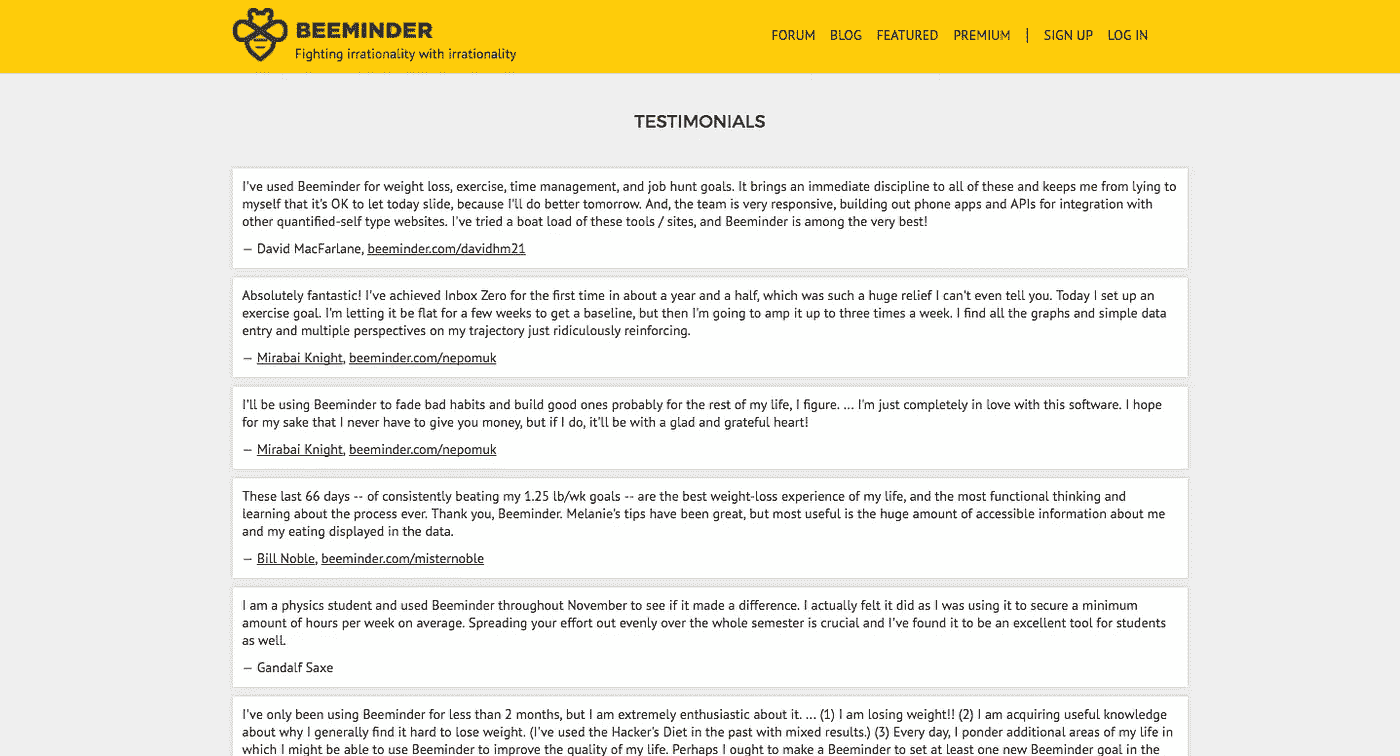 BEEMINDER
Fighting irrationality with irrationality
FORUM BLOG FEATURED PREMIUM | SIGN UP LOG IN
TESTIMONIALS
I've used Beeminder for weight loss, exercise, time management, and job hunt goals. It brings an immediate discipline to all of these and keeps me from lying to
myself that it's OK to let today slide, because I'll do better tomorrow. And, the team is very responsive, building out phone apps and APIs for integration with
other quantified-self type websites. I've tried a boat load of these tools / sites, and Beeminder is among the very best!
— David MacFarlane, beeminder.com/davidhm21
Absolutely fantastic! I've achieved Inbox Zero for the first time in about a year and a half, which was such a huge relief I can't even tell you. Today I set up an
exercise goal. I'm letting it be flat for a few weeks to get a baseline, but then I'm going to amp it up to three times a week. I find all the graphs and simple data
entry and multiple perspectives on my trajectory just ridiculously reinforcing.
— Mirabai Knight, beeminder.com/nepomuk
I'll be using Beeminder to fade bad habits and build good ones probably for the rest of my life, I figure. ... I'm just completely in love with this software. I hope
for my sake that I never have to give you money, but if I do, it'll be with a glad and grateful heart!
— Mirabai Knight, beeminder.com/nepomuk
These last 66 days -- of consistently beating my 1.25 lb/wk goals -- are the best weight-loss experience of my life, and the most functional thinking and
learning about the process ever. Thank you, Beeminder. Melanie's tips have been great, but most useful is the huge amount of accessible information about me
and my eating displayed in the data.
— Bill Noble, beeminder.com/misternoble
I am a physics student and used Beeminder throughout November to see if it made a difference. I actually felt it did as I was using it to secure a minimum
amount of hours per week on average. Spreading your effort out evenly over the whole semester is crucial and I've found it to be an excellent tool for students
as well.
— Gandalf Saxe
I've only been using Beeminder for less than 2 months, but I am extremely enthusiastic about it. ... (1) I am losing weight!! (2) I am acquiring useful knowledge
about why I generally find it hard to lose weight. (I've used the Hacker's Diet in the past with mixed results.) (3) Every day, I ponder additional areas of my life in
which I might be able to use Beeminder to improve the quality of my life. Perhaps I ought to make a Beeminder to set at least one new Beeminder goal in the